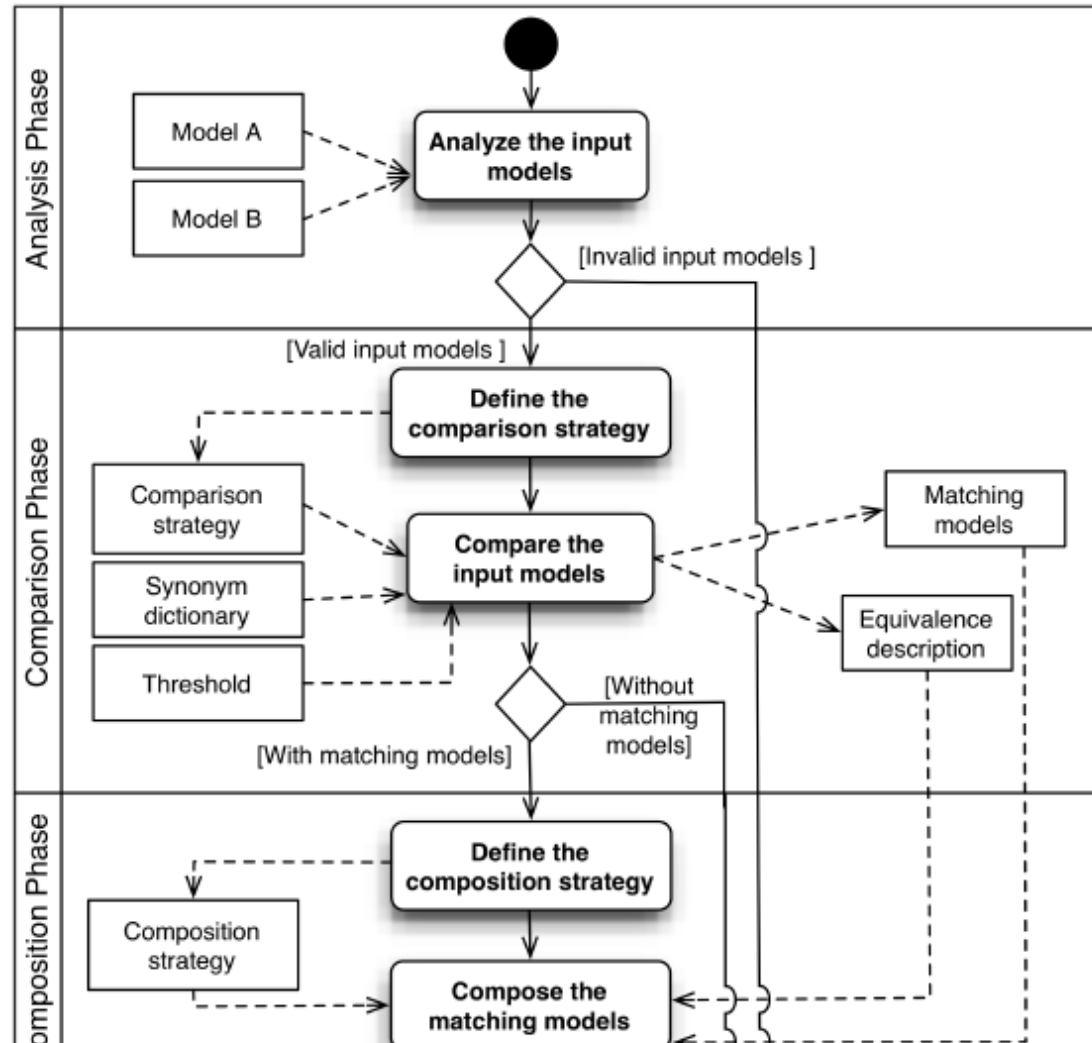 Analysis Phase
Model A
Model B
Analyze the input
models
[Invalid input models ]
[Valid input models ]
Comparison Phase
Define the
comparison strategy
Comparison
strategy
Synonym
dictionary
Threshold
Compare the
input models
Matching
models
Equivalence
description
[Without
matching
models]
[With matching models]
omposition Phase
Define the
composition strategy
Composition
strategy
Compose the
matching models